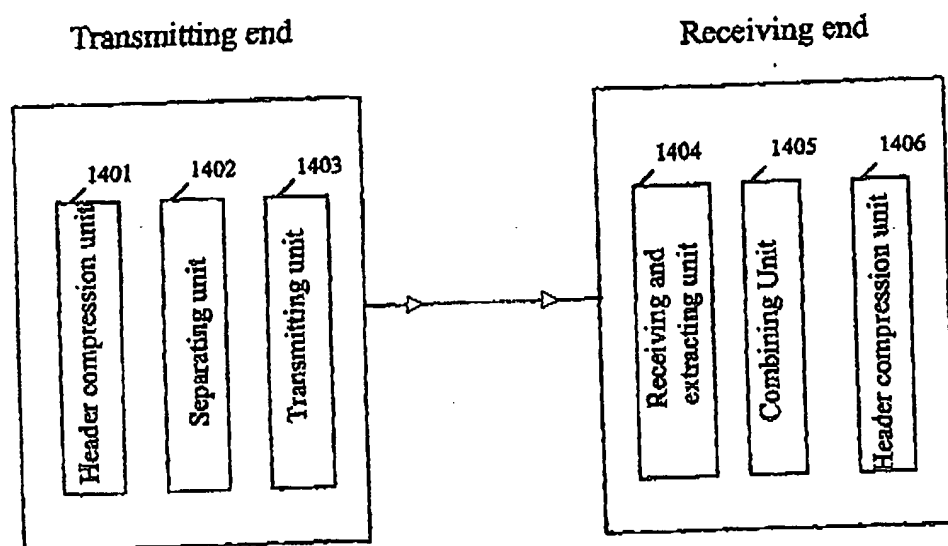 Transmitting end
Receiving end
1401
1402
1403
1404
1405
1406
Header compression unit
Separating unit
Transmitting unit
Receiving and
extracting unit
Combining Unit
Header compression unit